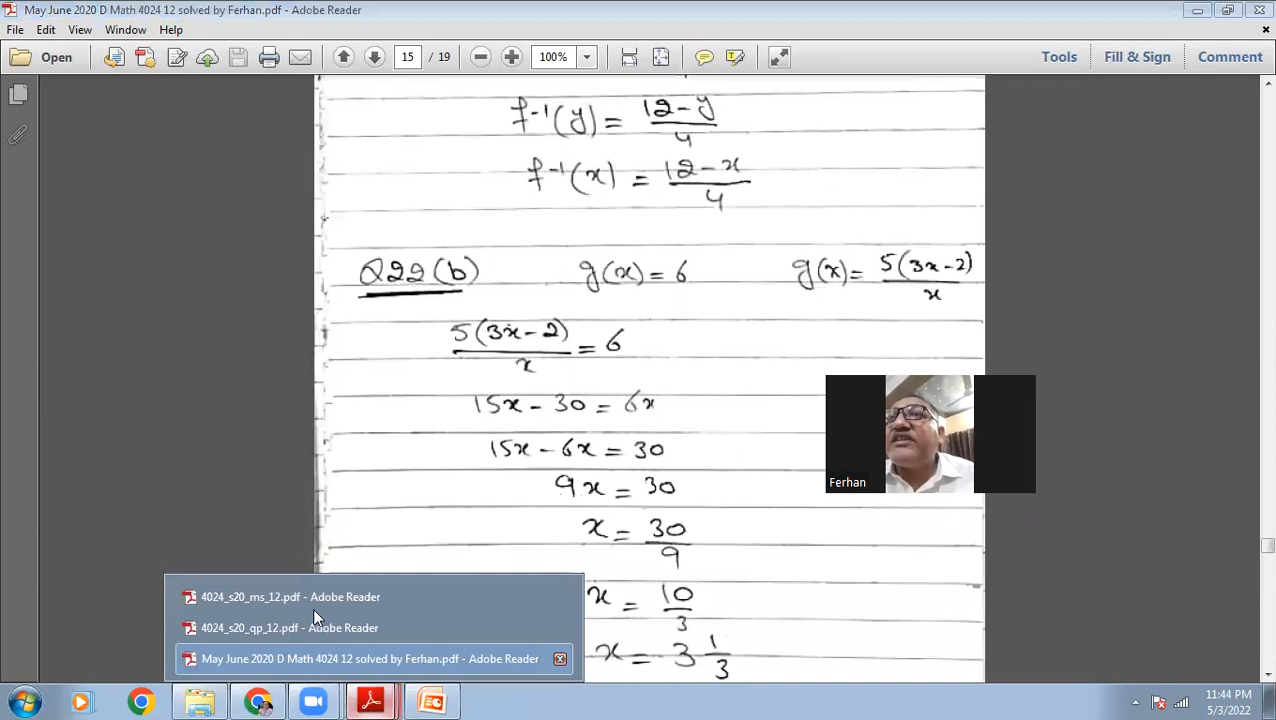 May June 2020 D Math 4024 12 solved by Ferhan.pdf - Adobe Reader
File Edit View Window Help
Open 15 / 19 100% Tools Fill & Sign Comment
f⁻¹(y) = 12-y / 4
f⁻¹(x) = 12-x / 4
Q22(b) g(x) = 6 g(x) = 5(3x-2) / x
5(3x-2) / x = 6
15x - 30 = 6x
15x - 6x = 30
9x = 30
x = 30 / 9
x = 10 / 3
x = 3 1/3
Ferhan
4024_s20_ms_12.pdf - Adobe Reader
4024_s20_qp_12.pdf - Adobe Reader
May June 2020 D Math 4024 12 solved by Ferhan.pdf - Adobe Reader
11:44 PM
5/3/2022